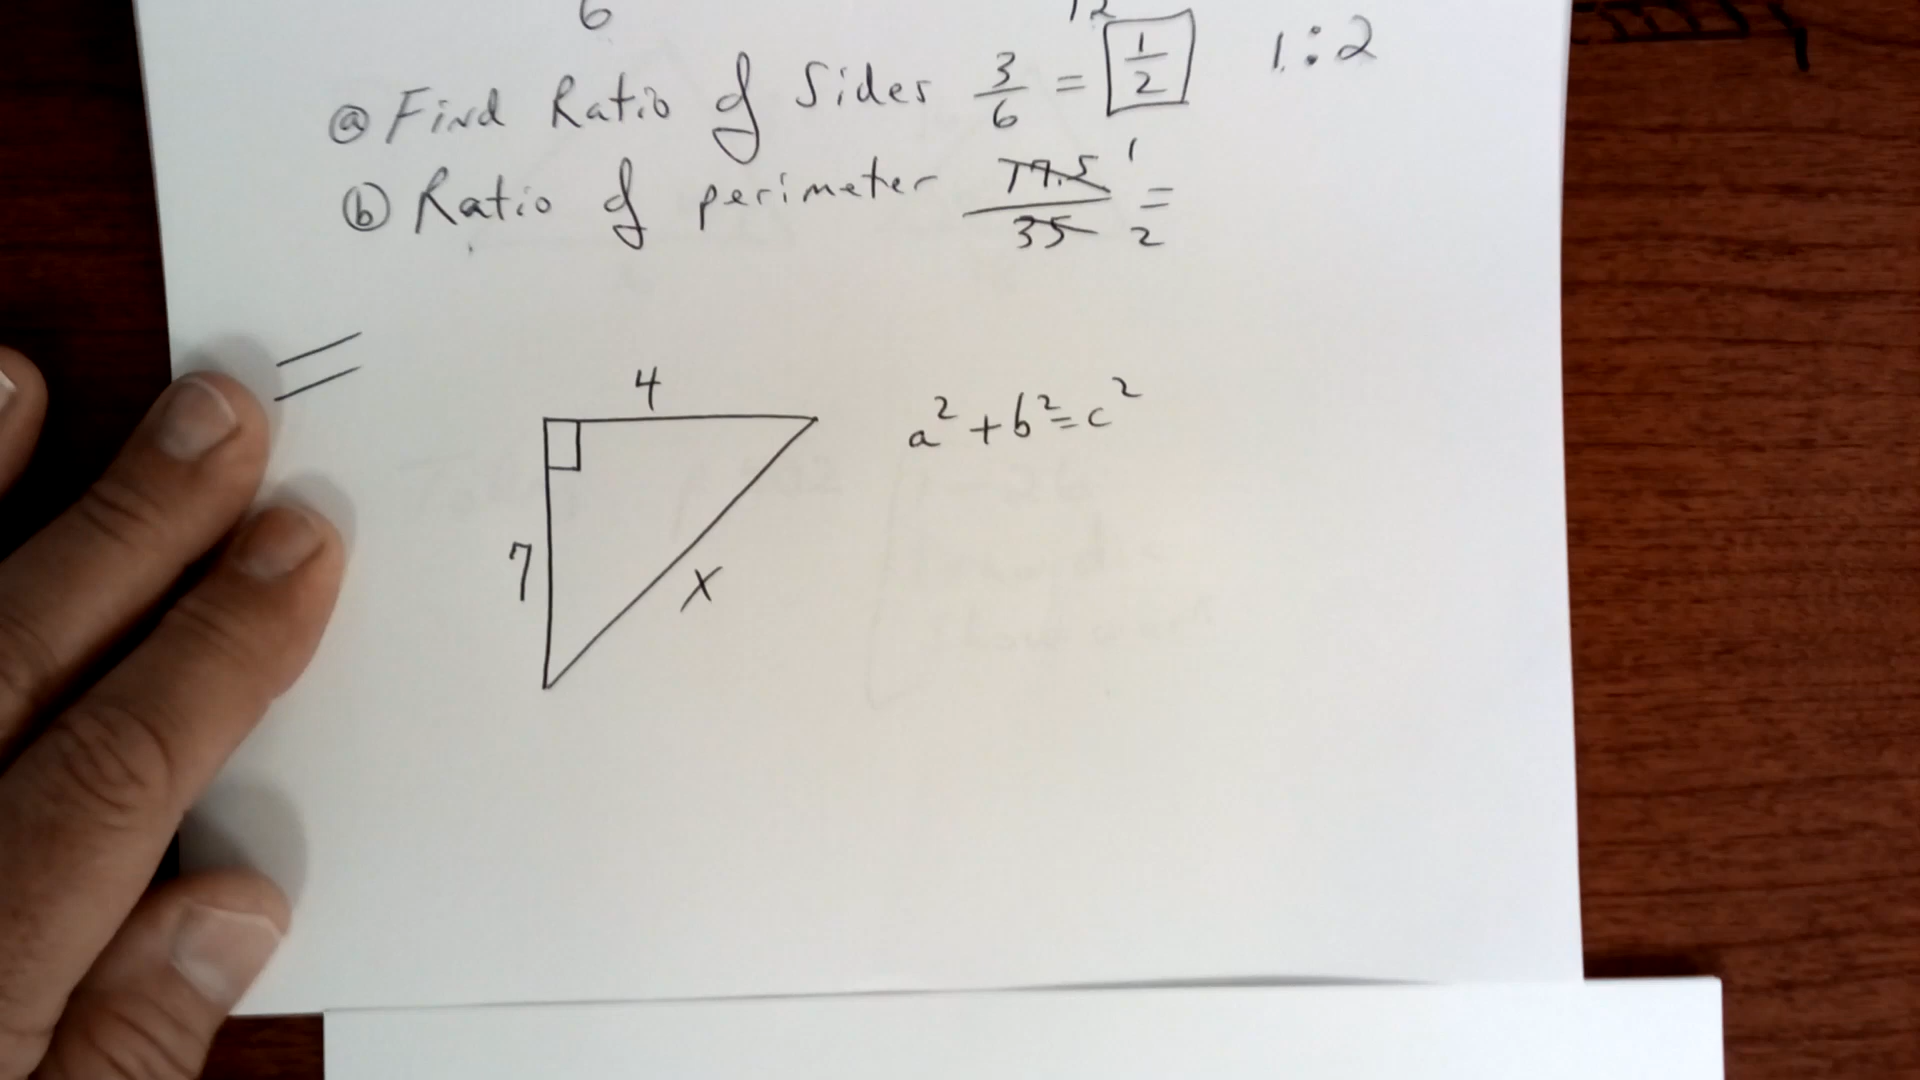 6 12
ⓐ Find Ratio of Sides 3/6 = 1/2 1:2
ⓑ Ratio of perimeter 17.5/35 = 1/2
4
a² + b² = c²
7
x